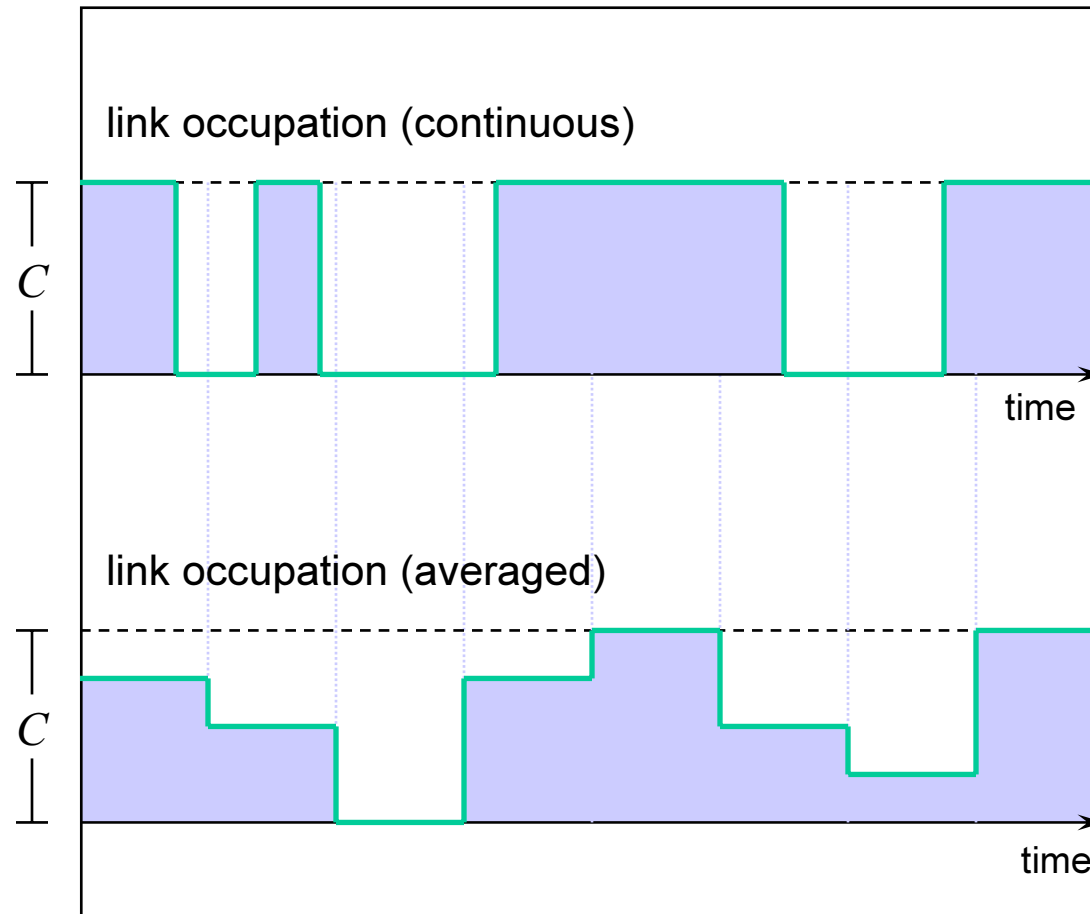 link occupation (continuous)
C
time
link occupation (averaged)
C
time